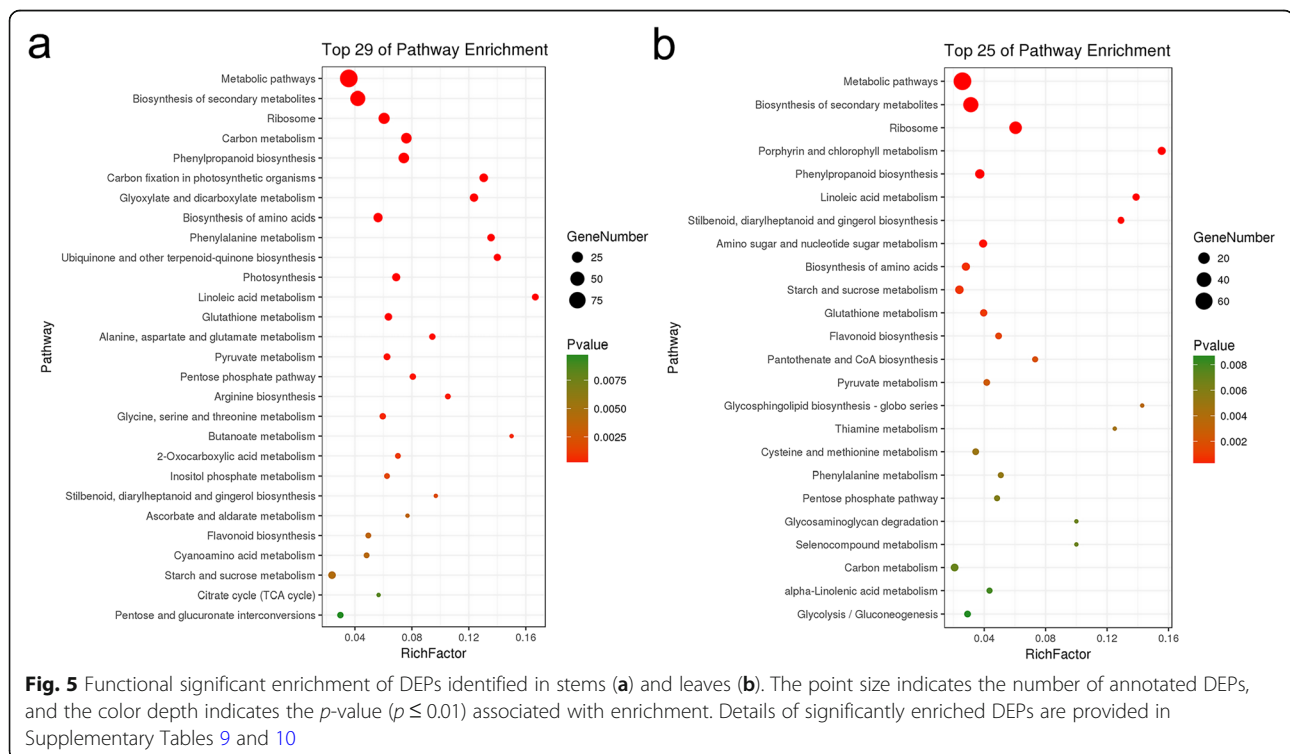 a
Top 29 of Pathway Enrichment
Pathway
Metabolic pathways
Biosynthesis of secondary metabolites
Ribosome
Carbon metabolism
Phenylpropanoid biosynthesis
Carbon fixation in photosynthetic organisms
Glyoxylate and dicarboxylate metabolism
Biosynthesis of amino acids
Phenylalanine metabolism
Ubiquinone and other terpenoid-quinone biosynthesis
Photosynthesis
Linoleic acid metabolism
Glutathione metabolism
Alanine, aspartate and glutamate metabolism
Pyruvate metabolism
Pentose phosphate pathway
Arginine biosynthesis
Glycine, serine and threonine metabolism
Butanoate metabolism
2-Oxocarboxylic acid metabolism
Inositol phosphate metabolism
Stilbenoid, diarylheptanoid and gingerol biosynthesis
Ascorbate and aldarate metabolism
Flavonoid biosynthesis
Cyanoamino acid metabolism
Starch and sucrose metabolism
Citrate cycle (TCA cycle)
Pentose and glucuronate interconversions
0.04 0.08 0.12 0.16
RichFactor
GeneNumber
25
50
75
Pvalue
0.0075
0.0050
0.0025
b
Top 25 of Pathway Enrichment
Pathway
Metabolic pathways
Biosynthesis of secondary metabolites
Ribosome
Porphyrin and chlorophyll metabolism
Phenylpropanoid biosynthesis
Linoleic acid metabolism
Stilbenoid, diarylheptanoid and gingerol biosynthesis
Amino sugar and nucleotide sugar metabolism
Biosynthesis of amino acids
Starch and sucrose metabolism
Glutathione metabolism
Flavonoid biosynthesis
Pantothenate and CoA biosynthesis
Pyruvate metabolism
Glycosphingolipid biosynthesis - globo series
Thiamine metabolism
Cysteine and methionine metabolism
Phenylalanine metabolism
Pentose phosphate pathway
Glycosaminoglycan degradation
Selenocompound metabolism
Carbon metabolism
alpha-Linolenic acid metabolism
Glycolysis / Gluconeogenesis
0.04 0.08 0.12 0.16
RichFactor
GeneNumber
20
40
60
Pvalue
0.008
0.006
0.004
0.002
Fig. 5 Functional significant enrichment of DEPs identified in stems (a) and leaves (b). The point size indicates the number of annotated DEPs,
and the color depth indicates the p-value (p ≤ 0.01) associated with enrichment. Details of significantly enriched DEPs are provided in
Supplementary Tables 9 and 10